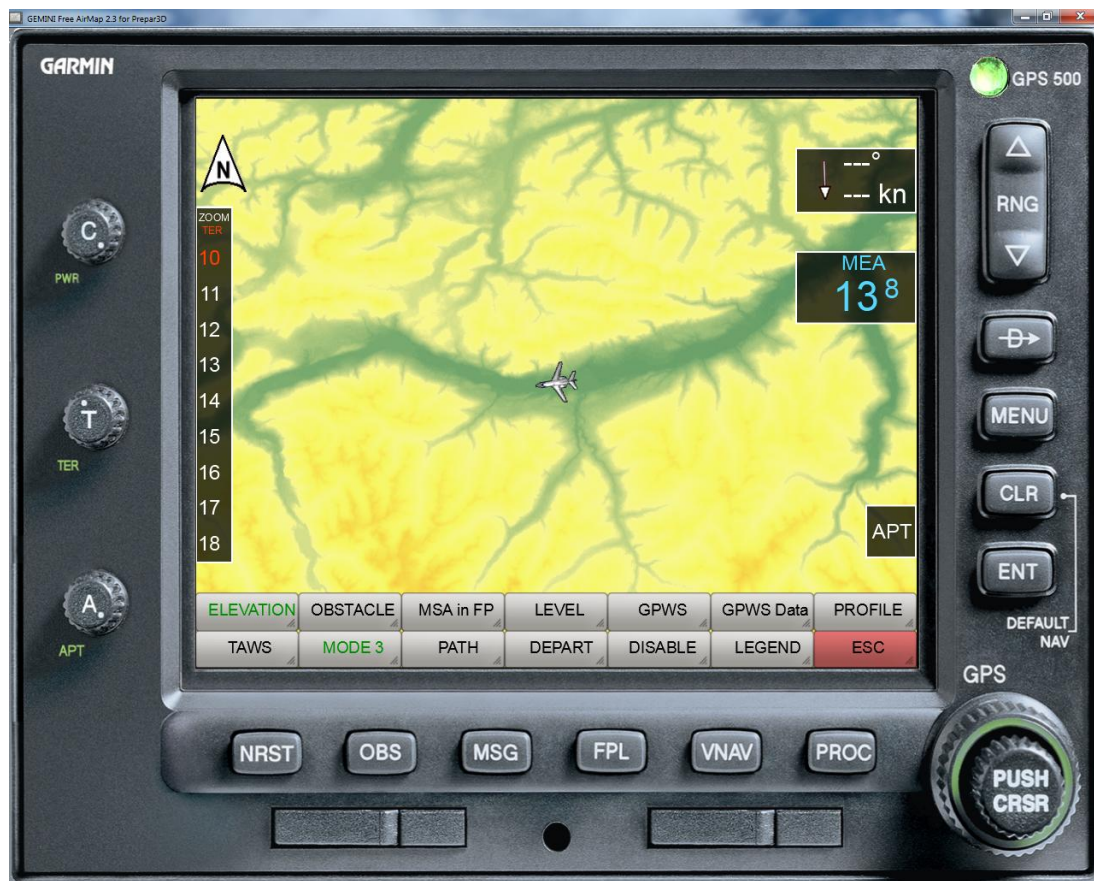 GEMINI Free AirMap 2.3 for Prepar3D
GARMIN
GPS 500
N
---°
--- kn
ZOOM
TER
10
11
12
13
14
15
16
17
18
MEA
13 8
APT
ELEVATION OBSTACLE MSA in FP LEVEL GPWS GPWS Data PROFILE
TAWS MODE 3 PATH DEPART DISABLE LEGEND ESC
C
PWR
T
TER
A
APT
RNG
D
MENU
CLR
ENT
DEFAULT
NAV
GPS
PUSH
CRSR
NRST OBS MSG FPL VNAV PROC